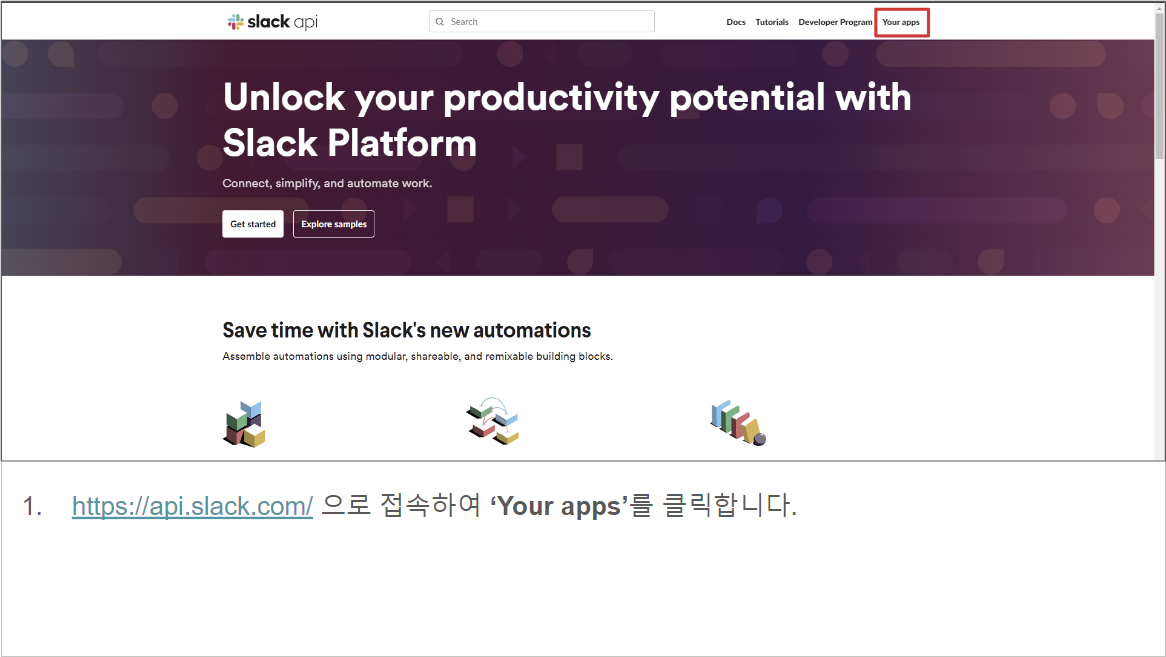 slack api
Search
Docs Tutorials Developer Program Your apps
Unlock your productivity potential with
Slack Platform
Connect, simplify, and automate work.
Get started Explore samples
Save time with Slack's new automations
Assemble automations using modular, shareable, and remixable building blocks.
1. https://api.slack.com/ 으로 접속하여 ‘Your apps’를 클릭합니다.